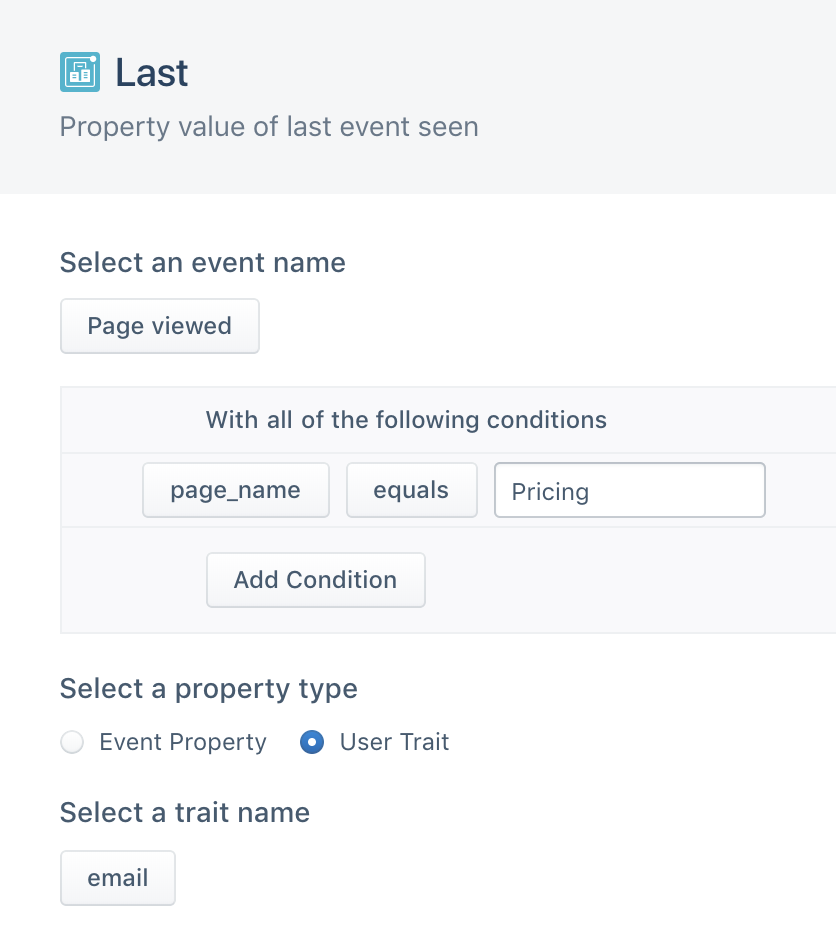 Last
Property value of last event seen
Select an event name
Page viewed
With all of the following conditions
page_name equals Pricing
Add Condition
Select a property type
Event Property User Trait
Select a trait name
email